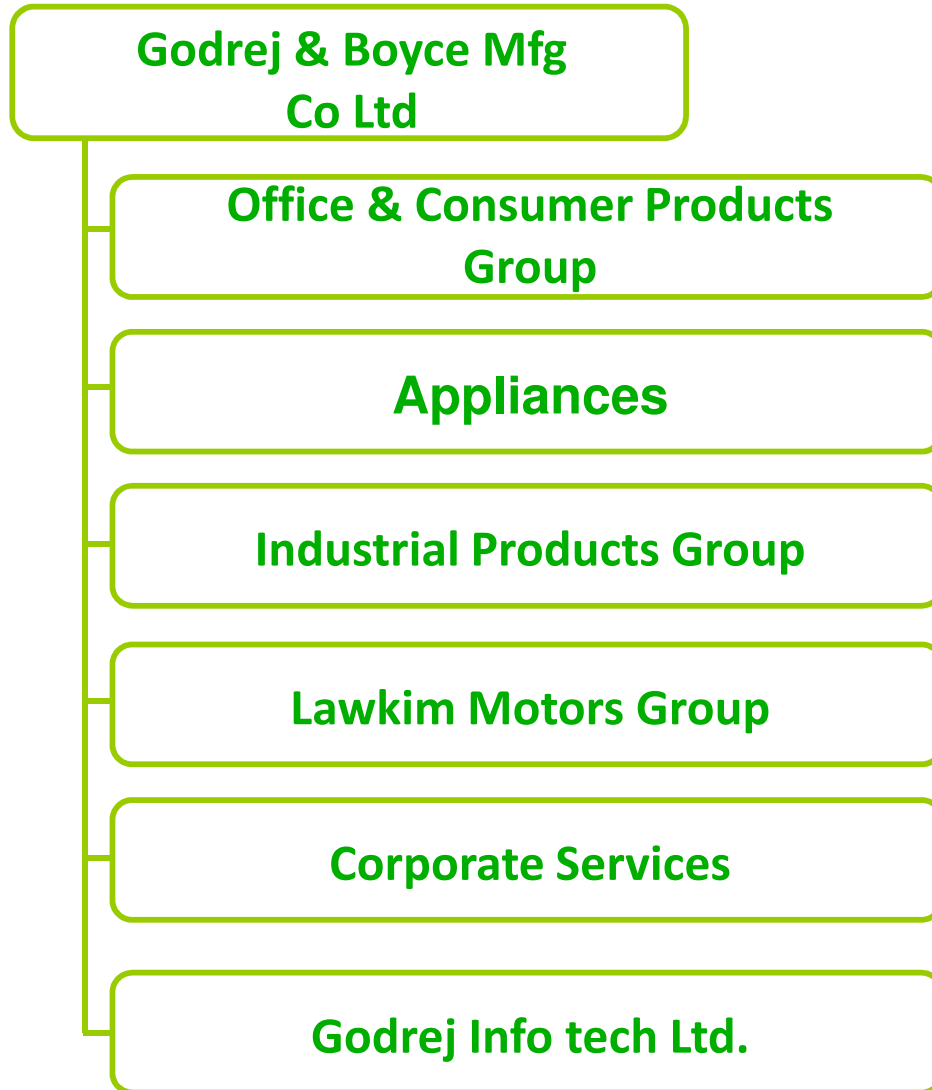 Godrej & Boyce Mfg
Co Ltd
Office & Consumer Products
Group
Appliances
Industrial Products Group
Lawkim Motors Group
Corporate Services
Godrej Info tech Ltd.